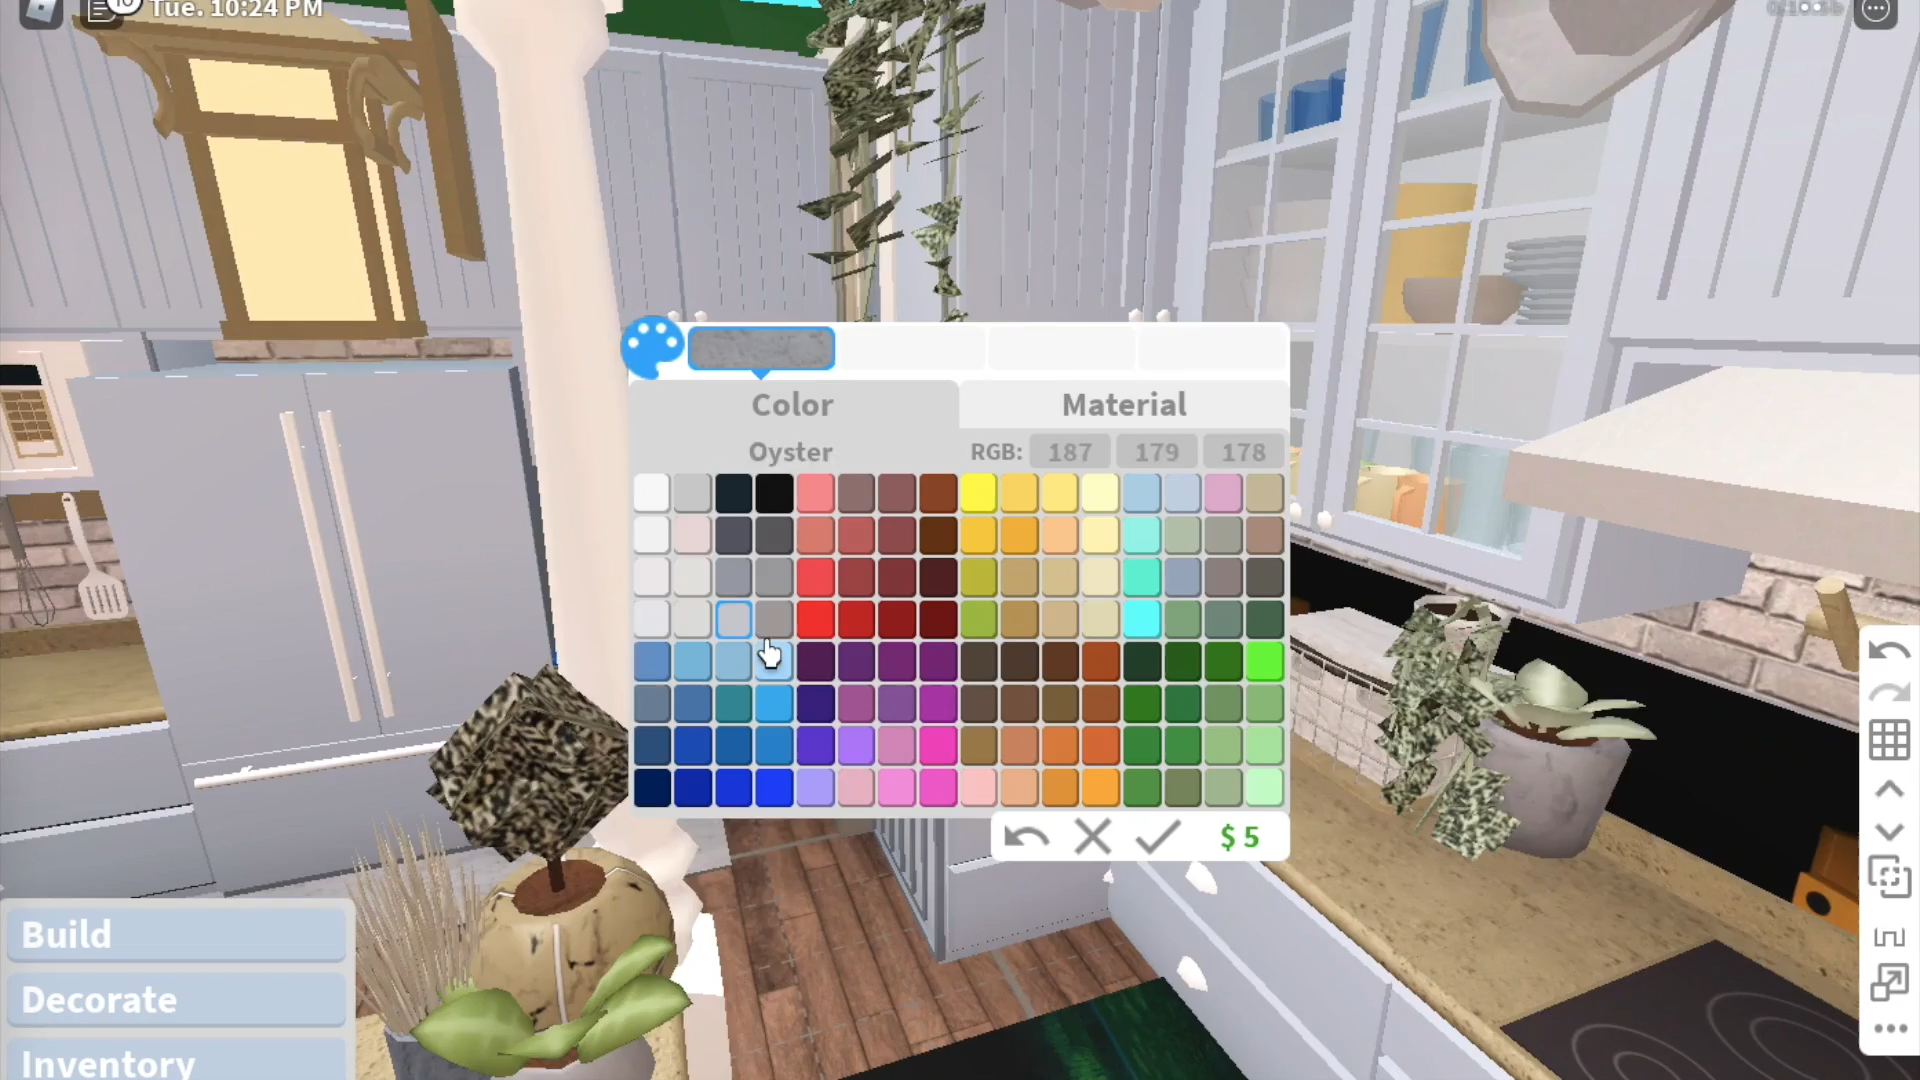 Tue. 10:24 PM
Color
Material
Oyster
RGB: 187 179 178
$ 5
Build
Decorate
Inventory